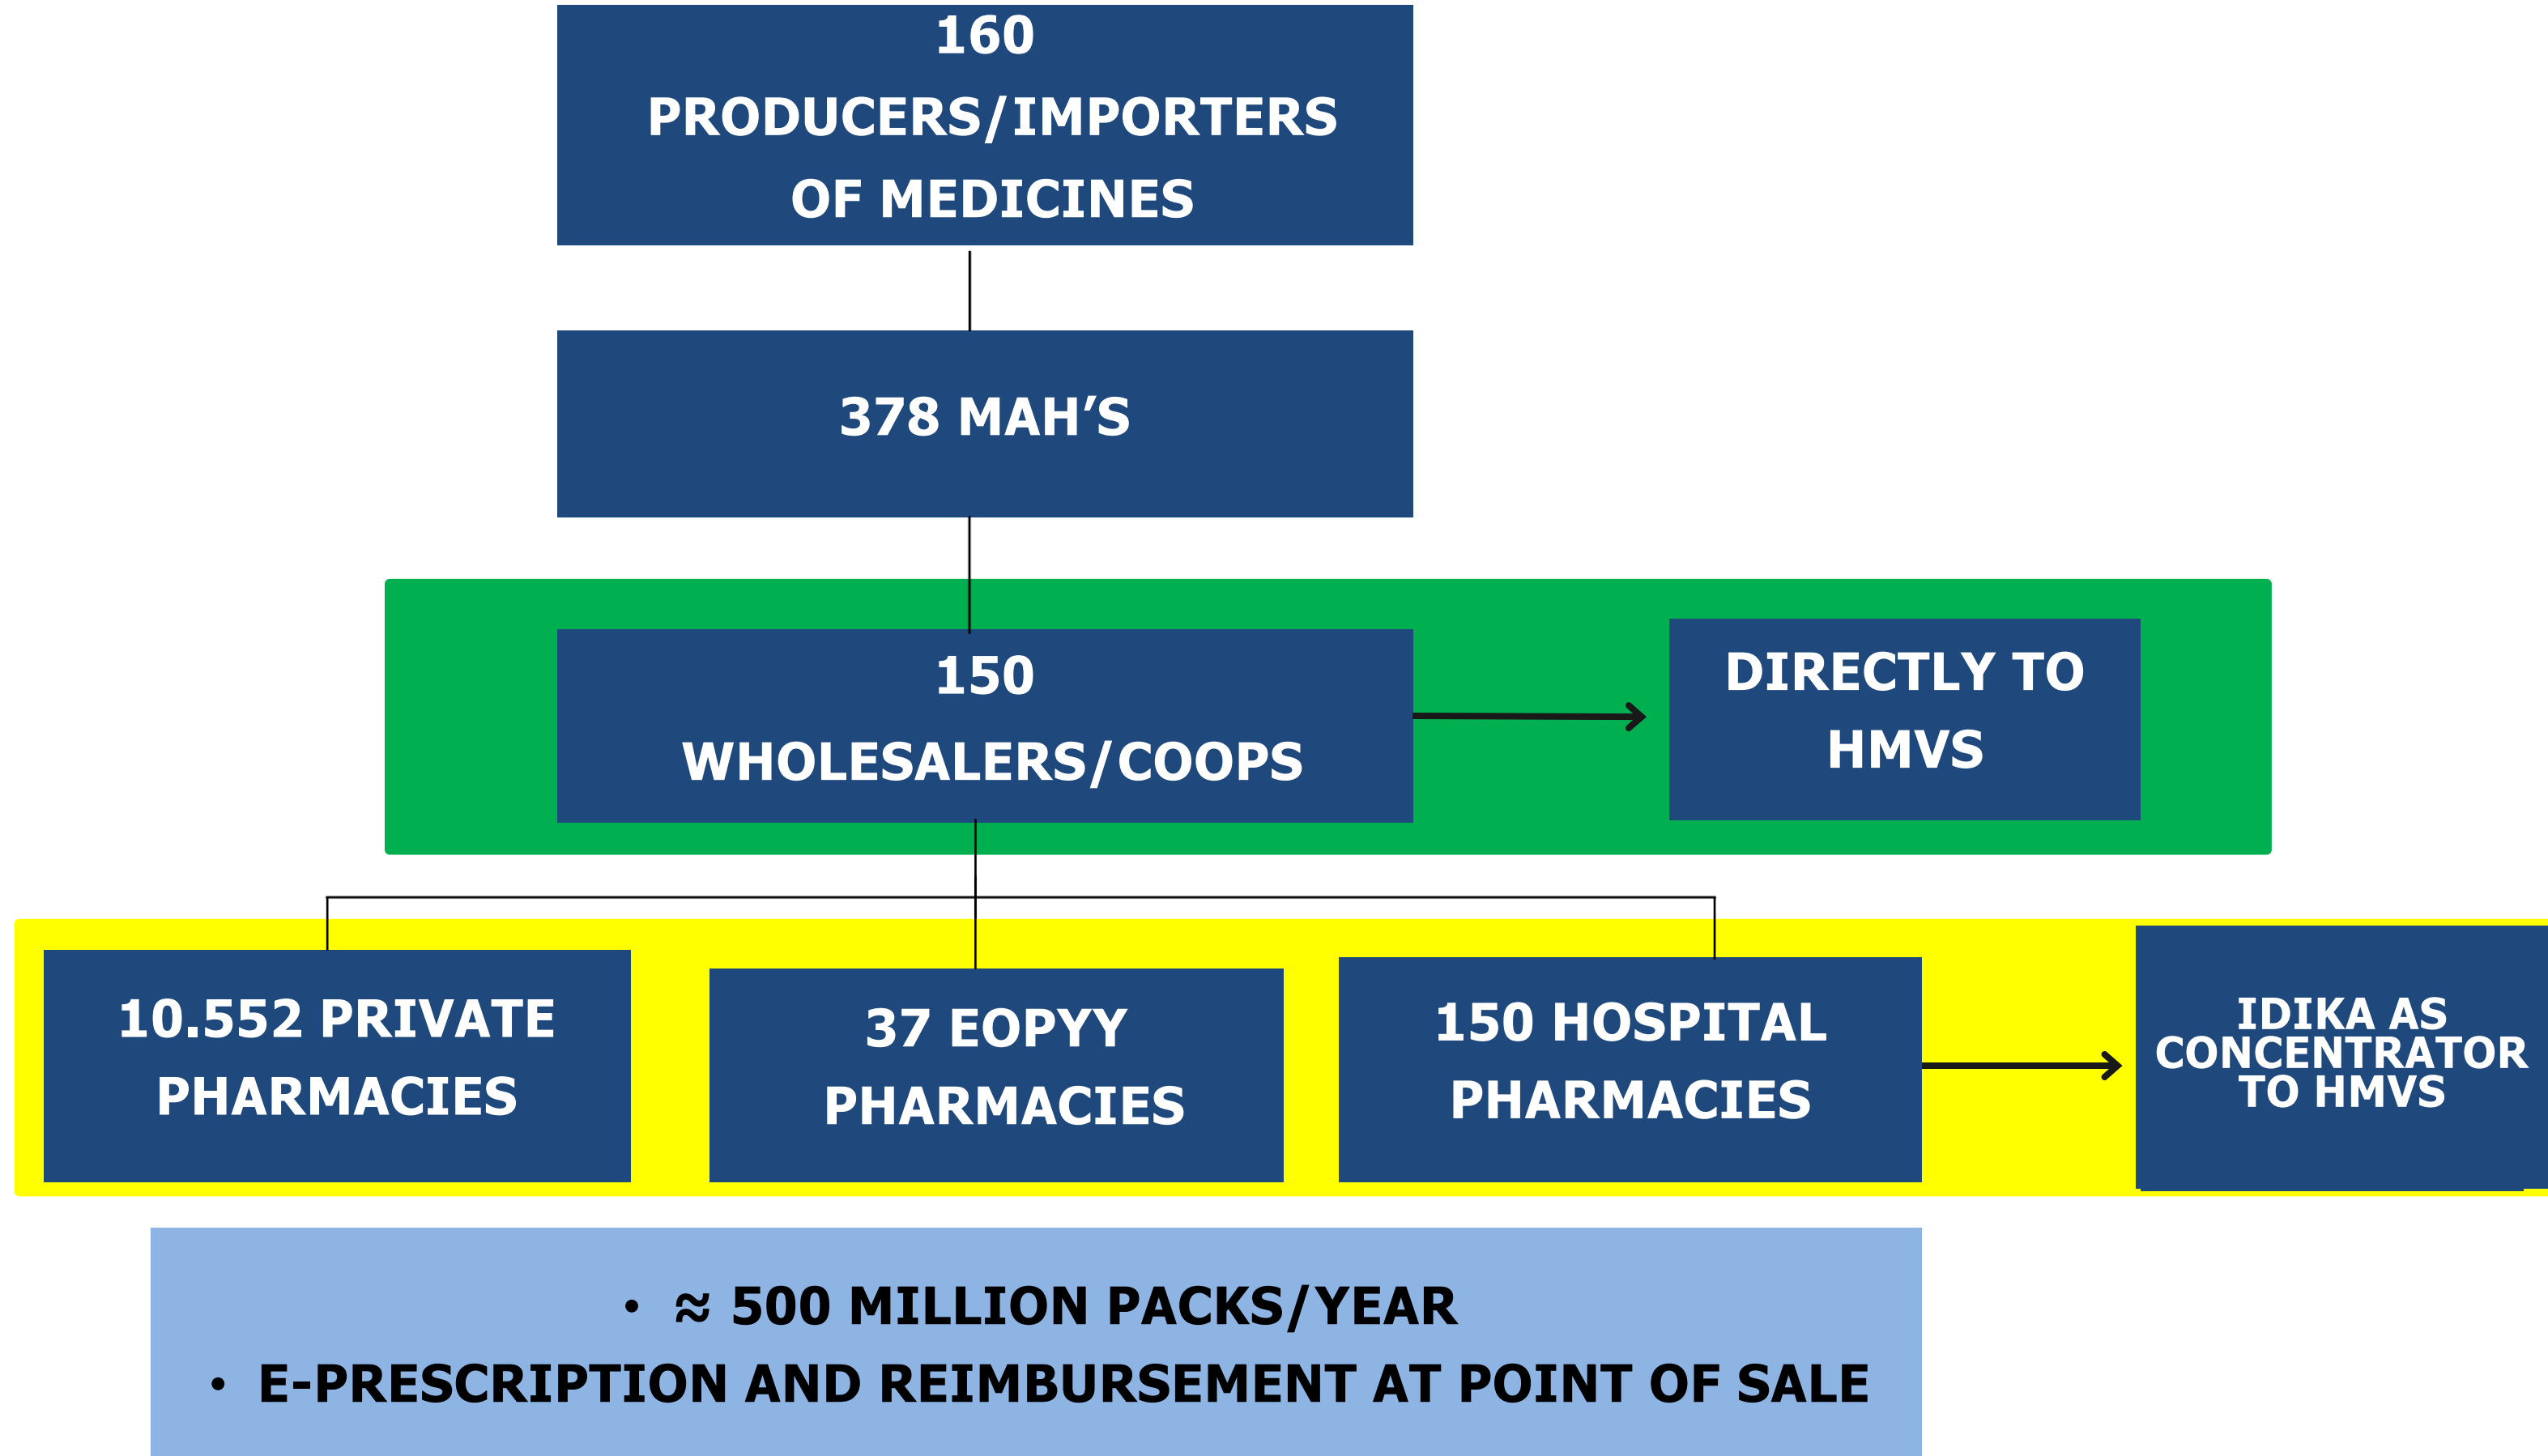 160
PRODUCERS/IMPORTERS
OF MEDICINES
378 MAH’S
150
WHOLESALERS/COOPS
DIRECTLY TO
HMVS
10.552 PRIVATE
PHARMACIES
37 EOPYY
PHARMACIES
150 HOSPITAL
PHARMACIES
IDIKA AS
CONCENTRATOR
TO HMVS
• ≈ 500 MILLION PACKS/YEAR
• E-PRESCRIPTION AND REIMBURSEMENT AT POINT OF SALE